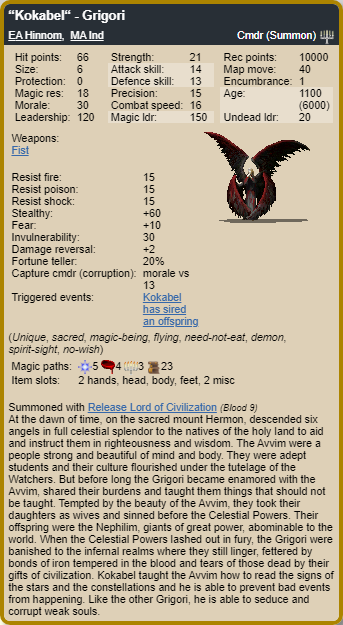 “Kokabel“ - Grigori
EA Hinnom, MA Ind Cmdr (Summon)
Hit points: 66 Strength: 21 Rec points: 10000
Size: 6 Attack skill: 14 Map move: 40
Protection: 0 Defence skill: 13 Encumbrance: 1
Magic res: 18 Precision: 15 Age: 1100
Morale: 30 Combat speed: 16 (6000)
Leadership: 120 Magic ldr: 150 Undead ldr: 20
Weapons:
Fist
Resist fire: 15
Resist poison: 15
Resist shock: 15
Stealthy: +60
Fear: +10
Invulnerability: 30
Damage reversal: +2
Fortune teller: 20%
Capture cmdr (corruption): morale vs
13
Triggered events: Kokabel
has sired
an offspring
(Unique, sacred, magic-being, flying, need-not-eat, demon,
spirit-sight, no-wish)
Magic paths: 5 4 3 23
Item slots: 2 hands, head, body, feet, 2 misc
Summoned with Release Lord of Civilization (Blood 9)
At the dawn of time, on the sacred mount Hermon, descended six
angels in full celestial splendor to the natives of the holy land to aid
and instruct them in righteousness and wisdom. The Avvim were a
people strong and beautiful of mind and body. They were adept
students and their culture flourished under the tutelage of the
Watchers. But before long the Grigori became enamored with the
Avvim, shared their burdens and taught them things that should not
be taught. Tempted by the beauty of the Avvim, they took their
daughters as wives and sinned before the Celestial Powers. Their
offspring were the Nephilim, giants of great power, abominable to the
world. When the Celestial Powers lashed out in fury, the Grigori were
banished to the infernal realms where they still linger, fettered by
bonds of iron tempered in the blood and tears of those dead by their
gifts of civilization. Kokabel taught the Avvim how to read the signs of
the stars and the constellations and he is able to prevent bad events
from happening. Like the other Grigori, he is able to seduce and
corrupt weak souls.